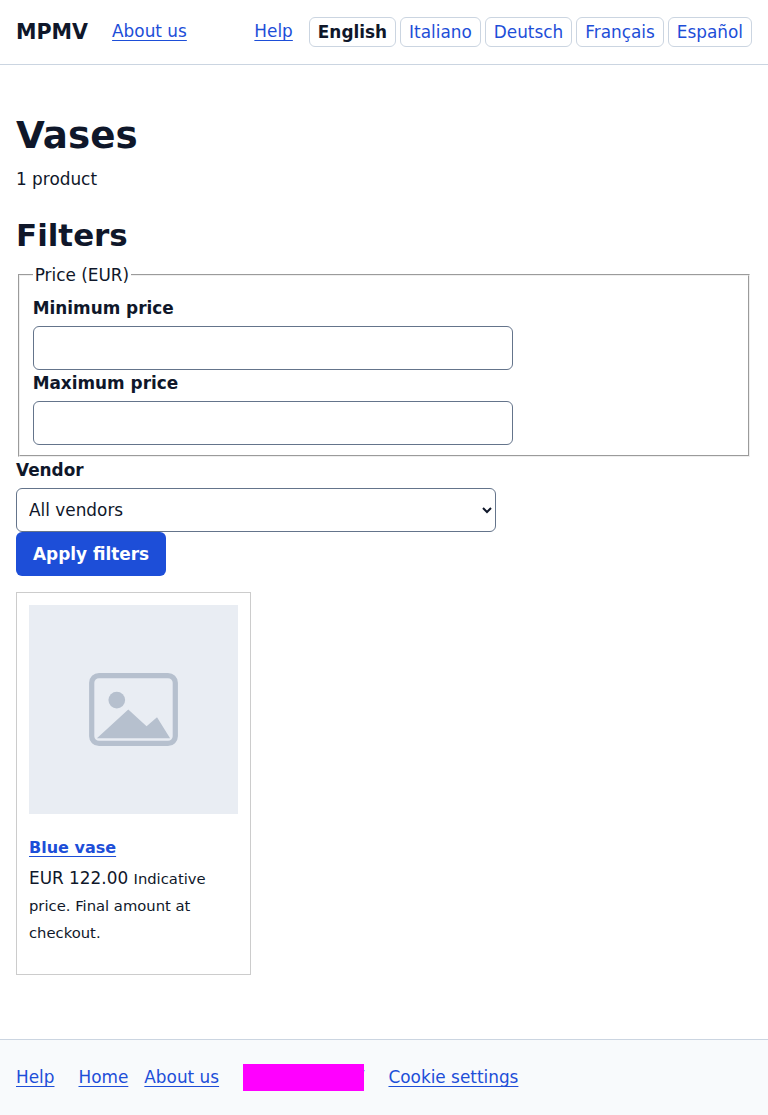 MPMV About us Help English Italiano Deutsch Français Español
Vases
1 product
Filters
Price (EUR)
Minimum price
Maximum price
Vendor
All vendors
Apply filters
Blue vase
EUR 122.00 Indicative
price. Final amount at
checkout.
Help Home About us Cookie settings